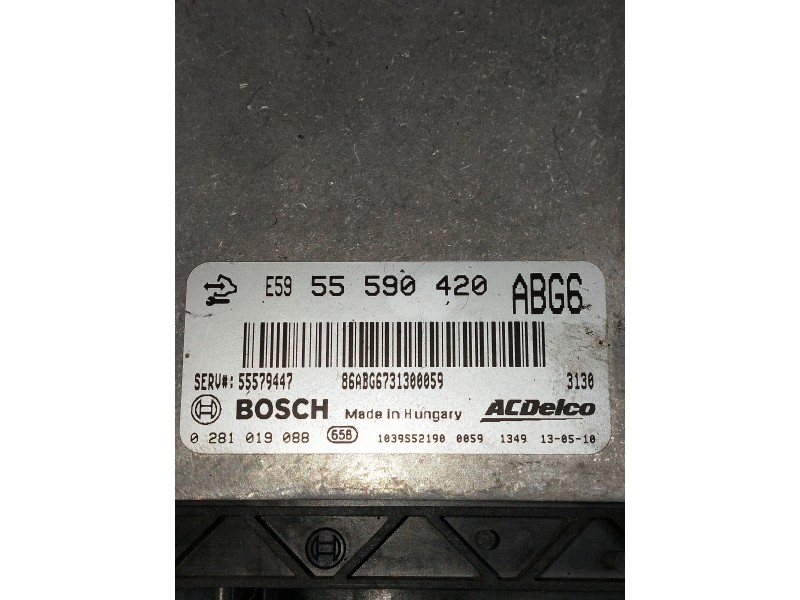 E59 55 590 420 ABG6
SERV#: 55579447 86ABG6731300059 3130
BOSCH Made in Hungary ACDelco
0 281 019 088 658 1039S52190 0059 1349 13-05-10